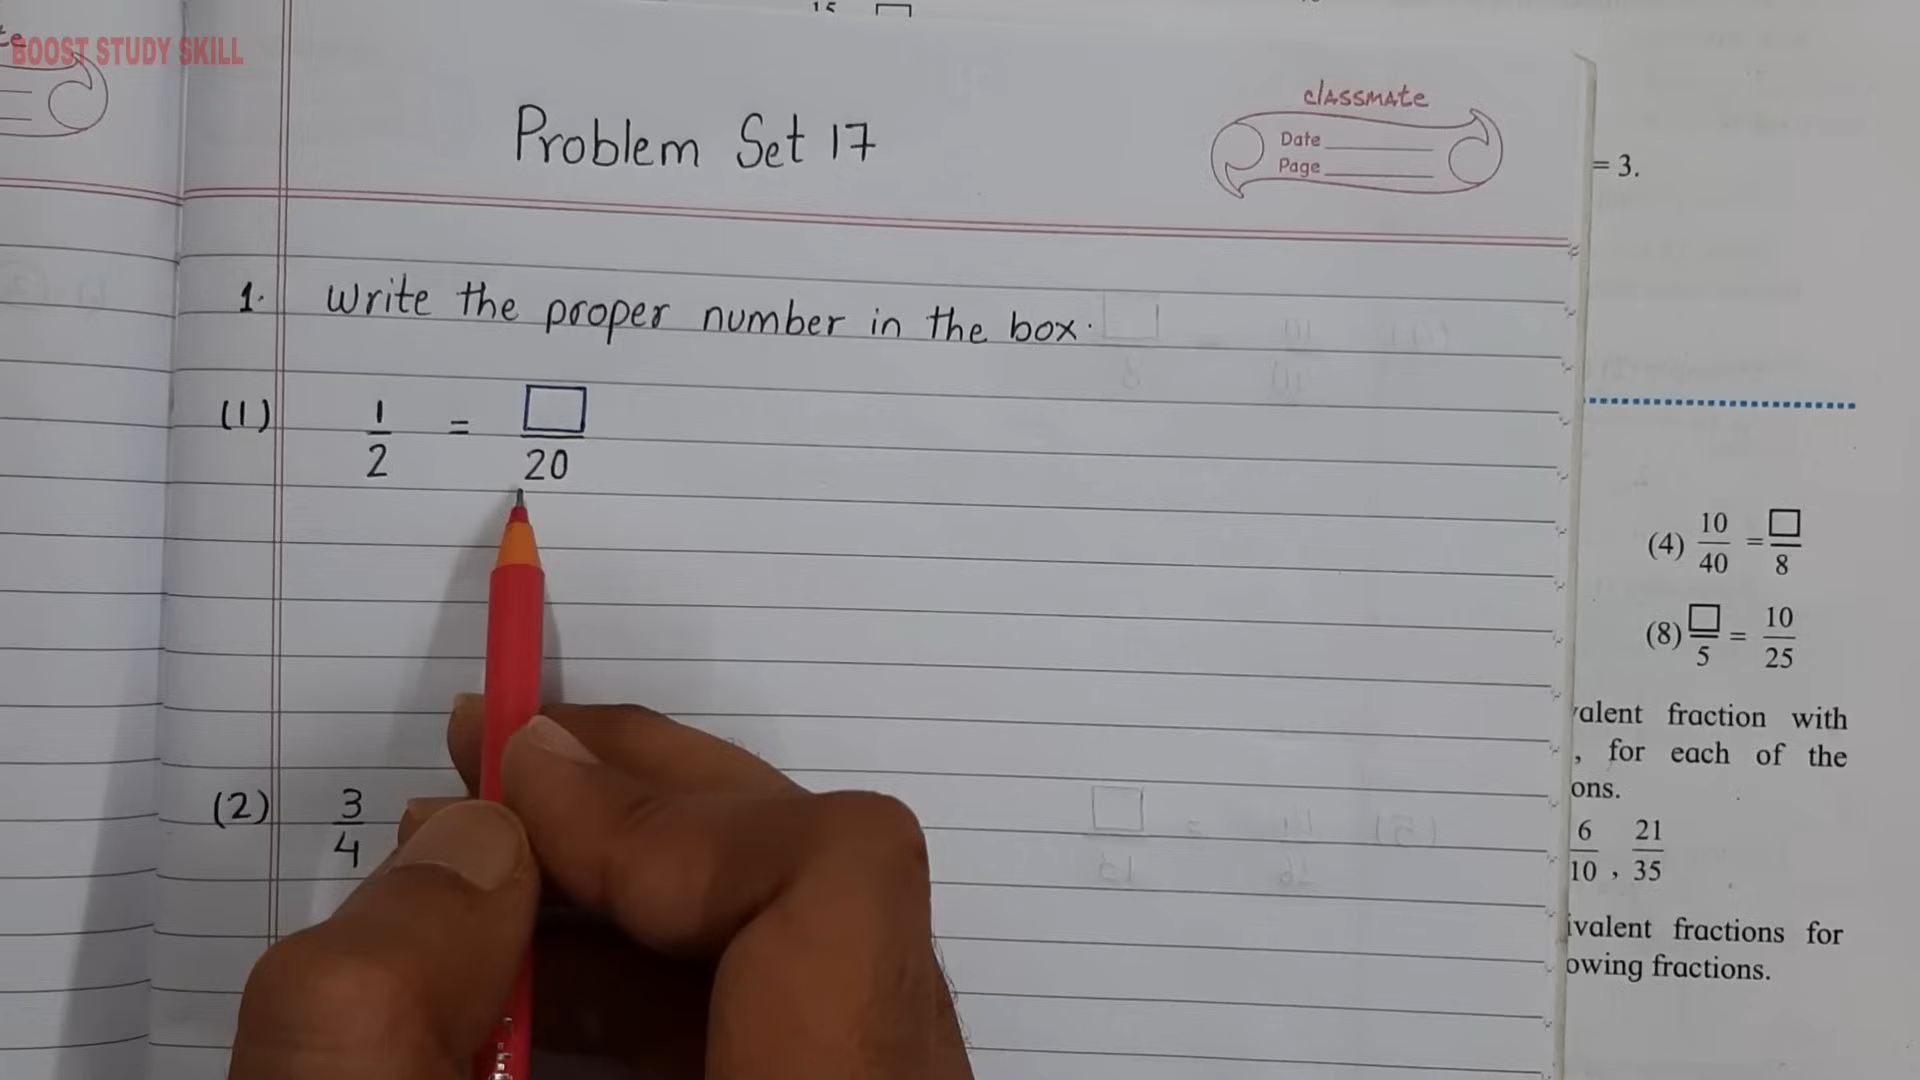 BOOST STUDY SKILL
classmate
Date
Page
Problem Set 17
= 3.
1. Write the proper number in the box.
(1) 1/2 = □/20
(2) 3/4
(4) 10/40 = □/8
(8) □/5 = 10/25
valent fraction with
, for each of the
ons.
6/10 , 21/35
ivalent fractions for
owing fractions.